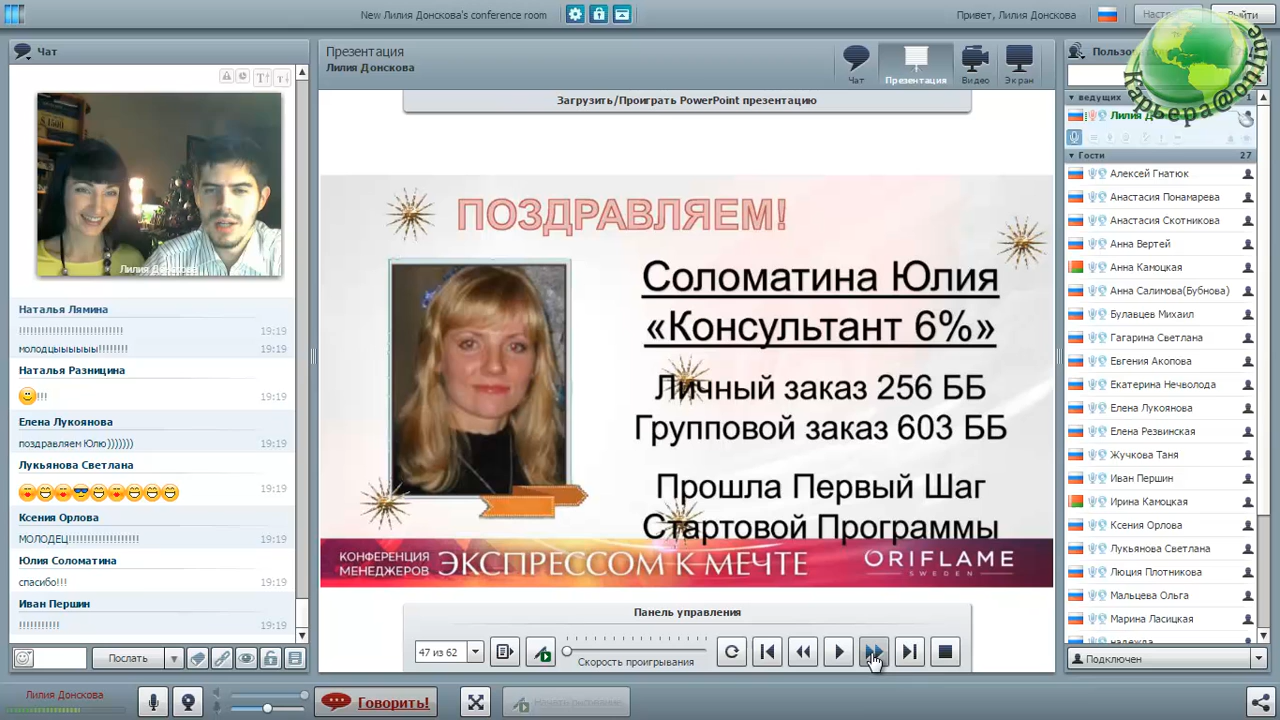 New Лилия Донскова's conference room
Привет, Лилия Донскова
Выйти
Чат
Презентация
Лилия Донскова
Чат
Презентация
Видео
Экран
Карьера@online
Загрузить/Проиграть PowerPoint презентацию
Лилия Донскова
Наталья Лямина
!!!!!!!!!!!!!!!!!!!!!!!!!!! 19:19
молодцыыыыыы!!!!!!!! 19:19
Наталья Разницина
!!! 19:19
Елена Лукоянова
поздравляем Юлю))))))) 19:19
Лукьянова Светлана
19:19
Ксения Орлова
МОЛОДЕЦ!!!!!!!!!!!!!!!!!!! 19:19
Юлия Соломатина
спасибо!!! 19:19
Иван Першин
!!!!!!!!!!! 19:19
Послать
ПОЗДРАВЛЯЕМ!
Соломатина Юлия
«Консультант 6%»
Личный заказ 256 ББ
Групповой заказ 603 ББ
Прошла Первый Шаг
Стартовой Программы
КОНФЕРЕНЦИЯ
МЕНЕДЖЕРОВ
ЭКСПРЕССОМ К МЕЧТЕ
ORIFLAME
SWEDEN
Панель управления
47 из 62
Скорость проигрывания
ведущих 1
Гости 27
Алексей Гнатюк
Анастасия Понамарева
Анастасия Скотникова
Анна Вертей
Анна Камоцкая
Анна Салимова(Бубнова)
Булавцев Михаил
Гагарина Светлана
Евгения Акопова
Екатерина Нечволода
Елена Лукоянова
Елена Резвинская
Жучкова Таня
Иван Першин
Ирина Камоцкая
Ксения Орлова
Лукьянова Светлана
Люция Плотникова
Мальцева Ольга
Марина Ласицкая
надежда
Подключен
Лилия Донскова
Говорить!